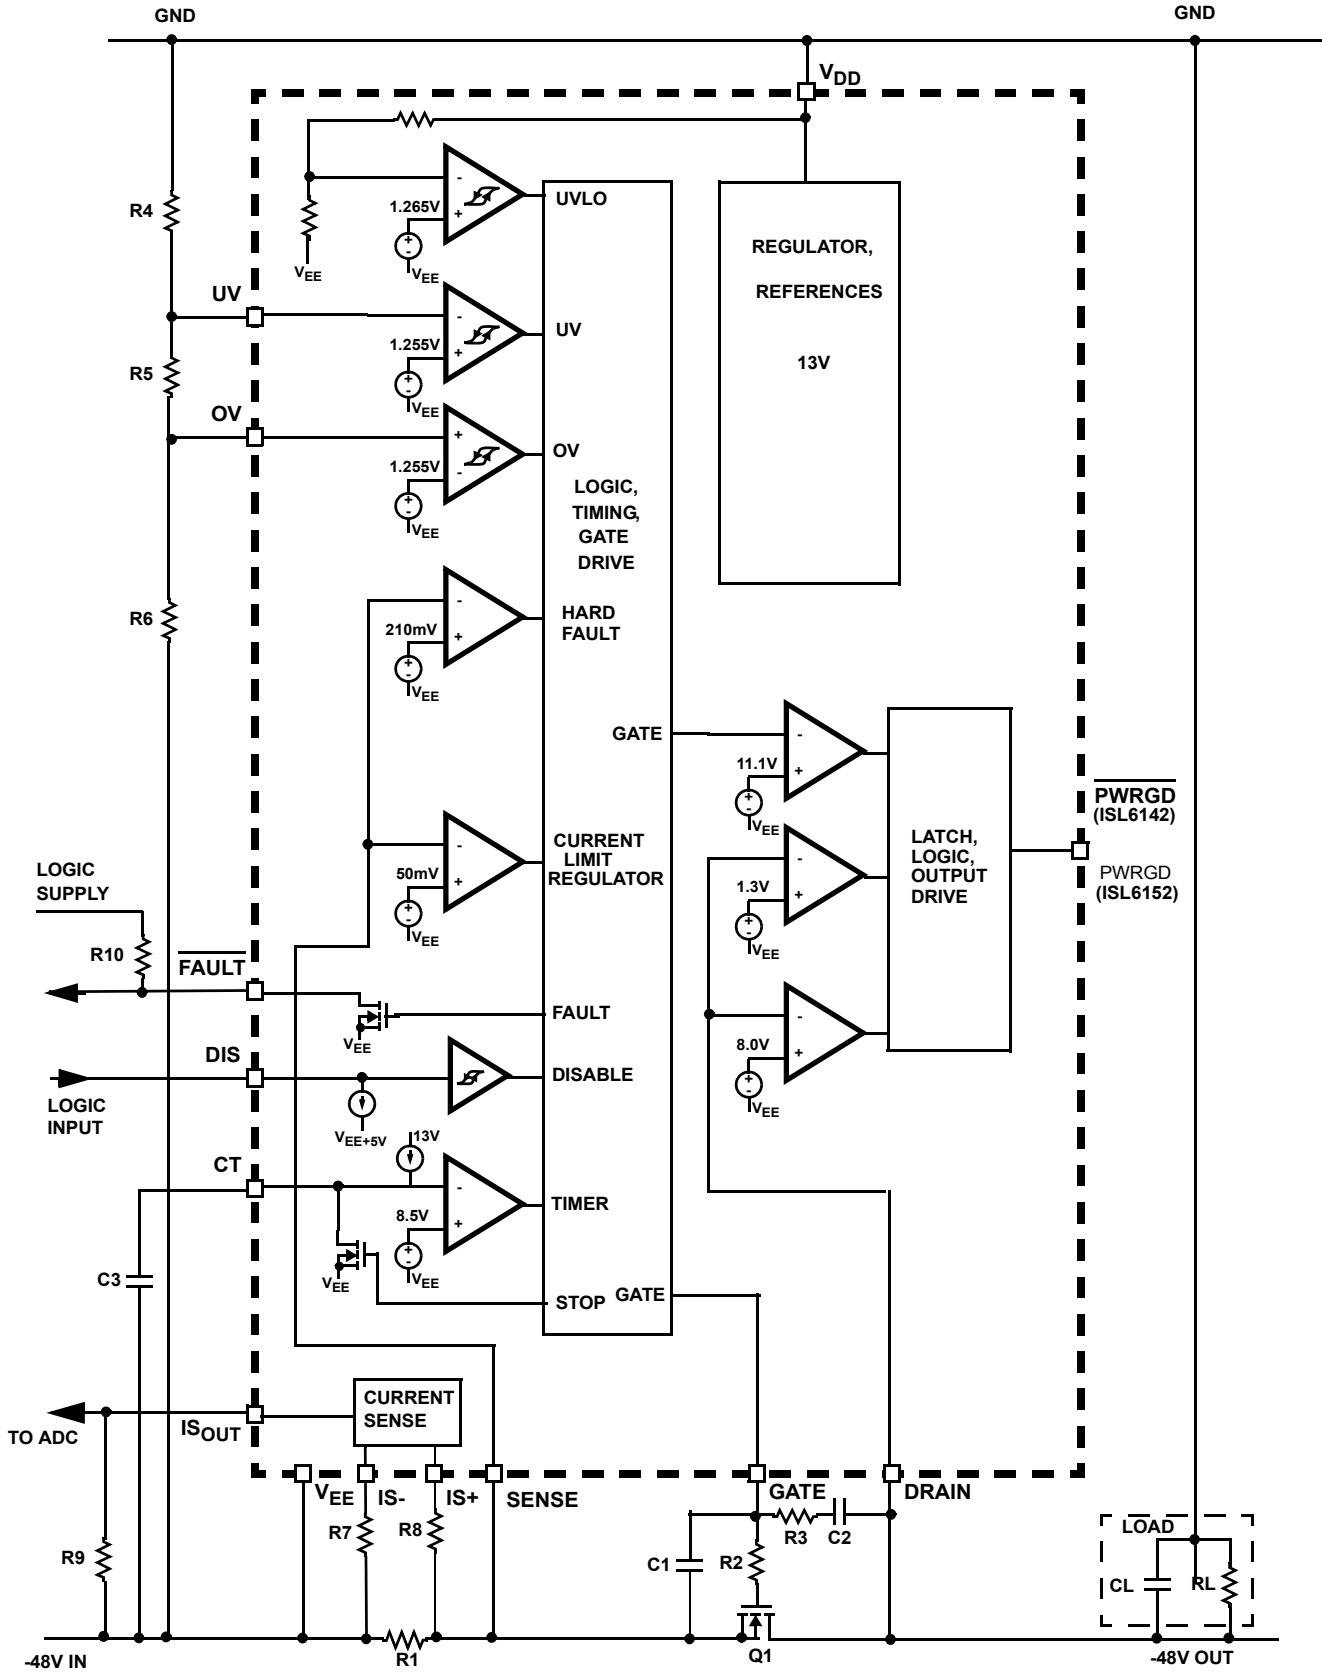 GND
GND
VDD
R4
1.265V
-
+
UVLO
+
-
VEE
VEE
REGULATOR,
REFERENCES
13V
UV
R5
1.255V
-
+
UV
+
-
VEE
OV
1.255V
+
-
OV
+
-
VEE
LOGIC,
TIMING,
GATE
DRIVE
R6
210mV
-
+
HARD
FAULT
+
-
VEE
GATE
11.1V
-
+
+
-
VEE
PWRGD
(ISL6142)
PWRGD
(ISL6152)
LATCH,
LOGIC,
OUTPUT
DRIVE
50mV
-
+
CURRENT
LIMIT
REGULATOR
+
-
VEE
1.3V
-
+
+
-
VEE
LOGIC
SUPPLY
R10
FAULT
FAULT
VEE
8.0V
-
+
+
-
VEE
DIS
DISABLE
LOGIC
INPUT
VEE+5V
13V
CT
8.5V
-
+
TIMER
+
-
VEE
VEE
C3
STOP
GATE
CURRENT
SENSE
TO ADC
ISOUT
VEE
IS-
IS+
SENSE
GATE
DRAIN
R7
R8
R9
C1
R2
R3
C2
LOAD
CL
RL
-48V IN
R1
Q1
-48V OUT